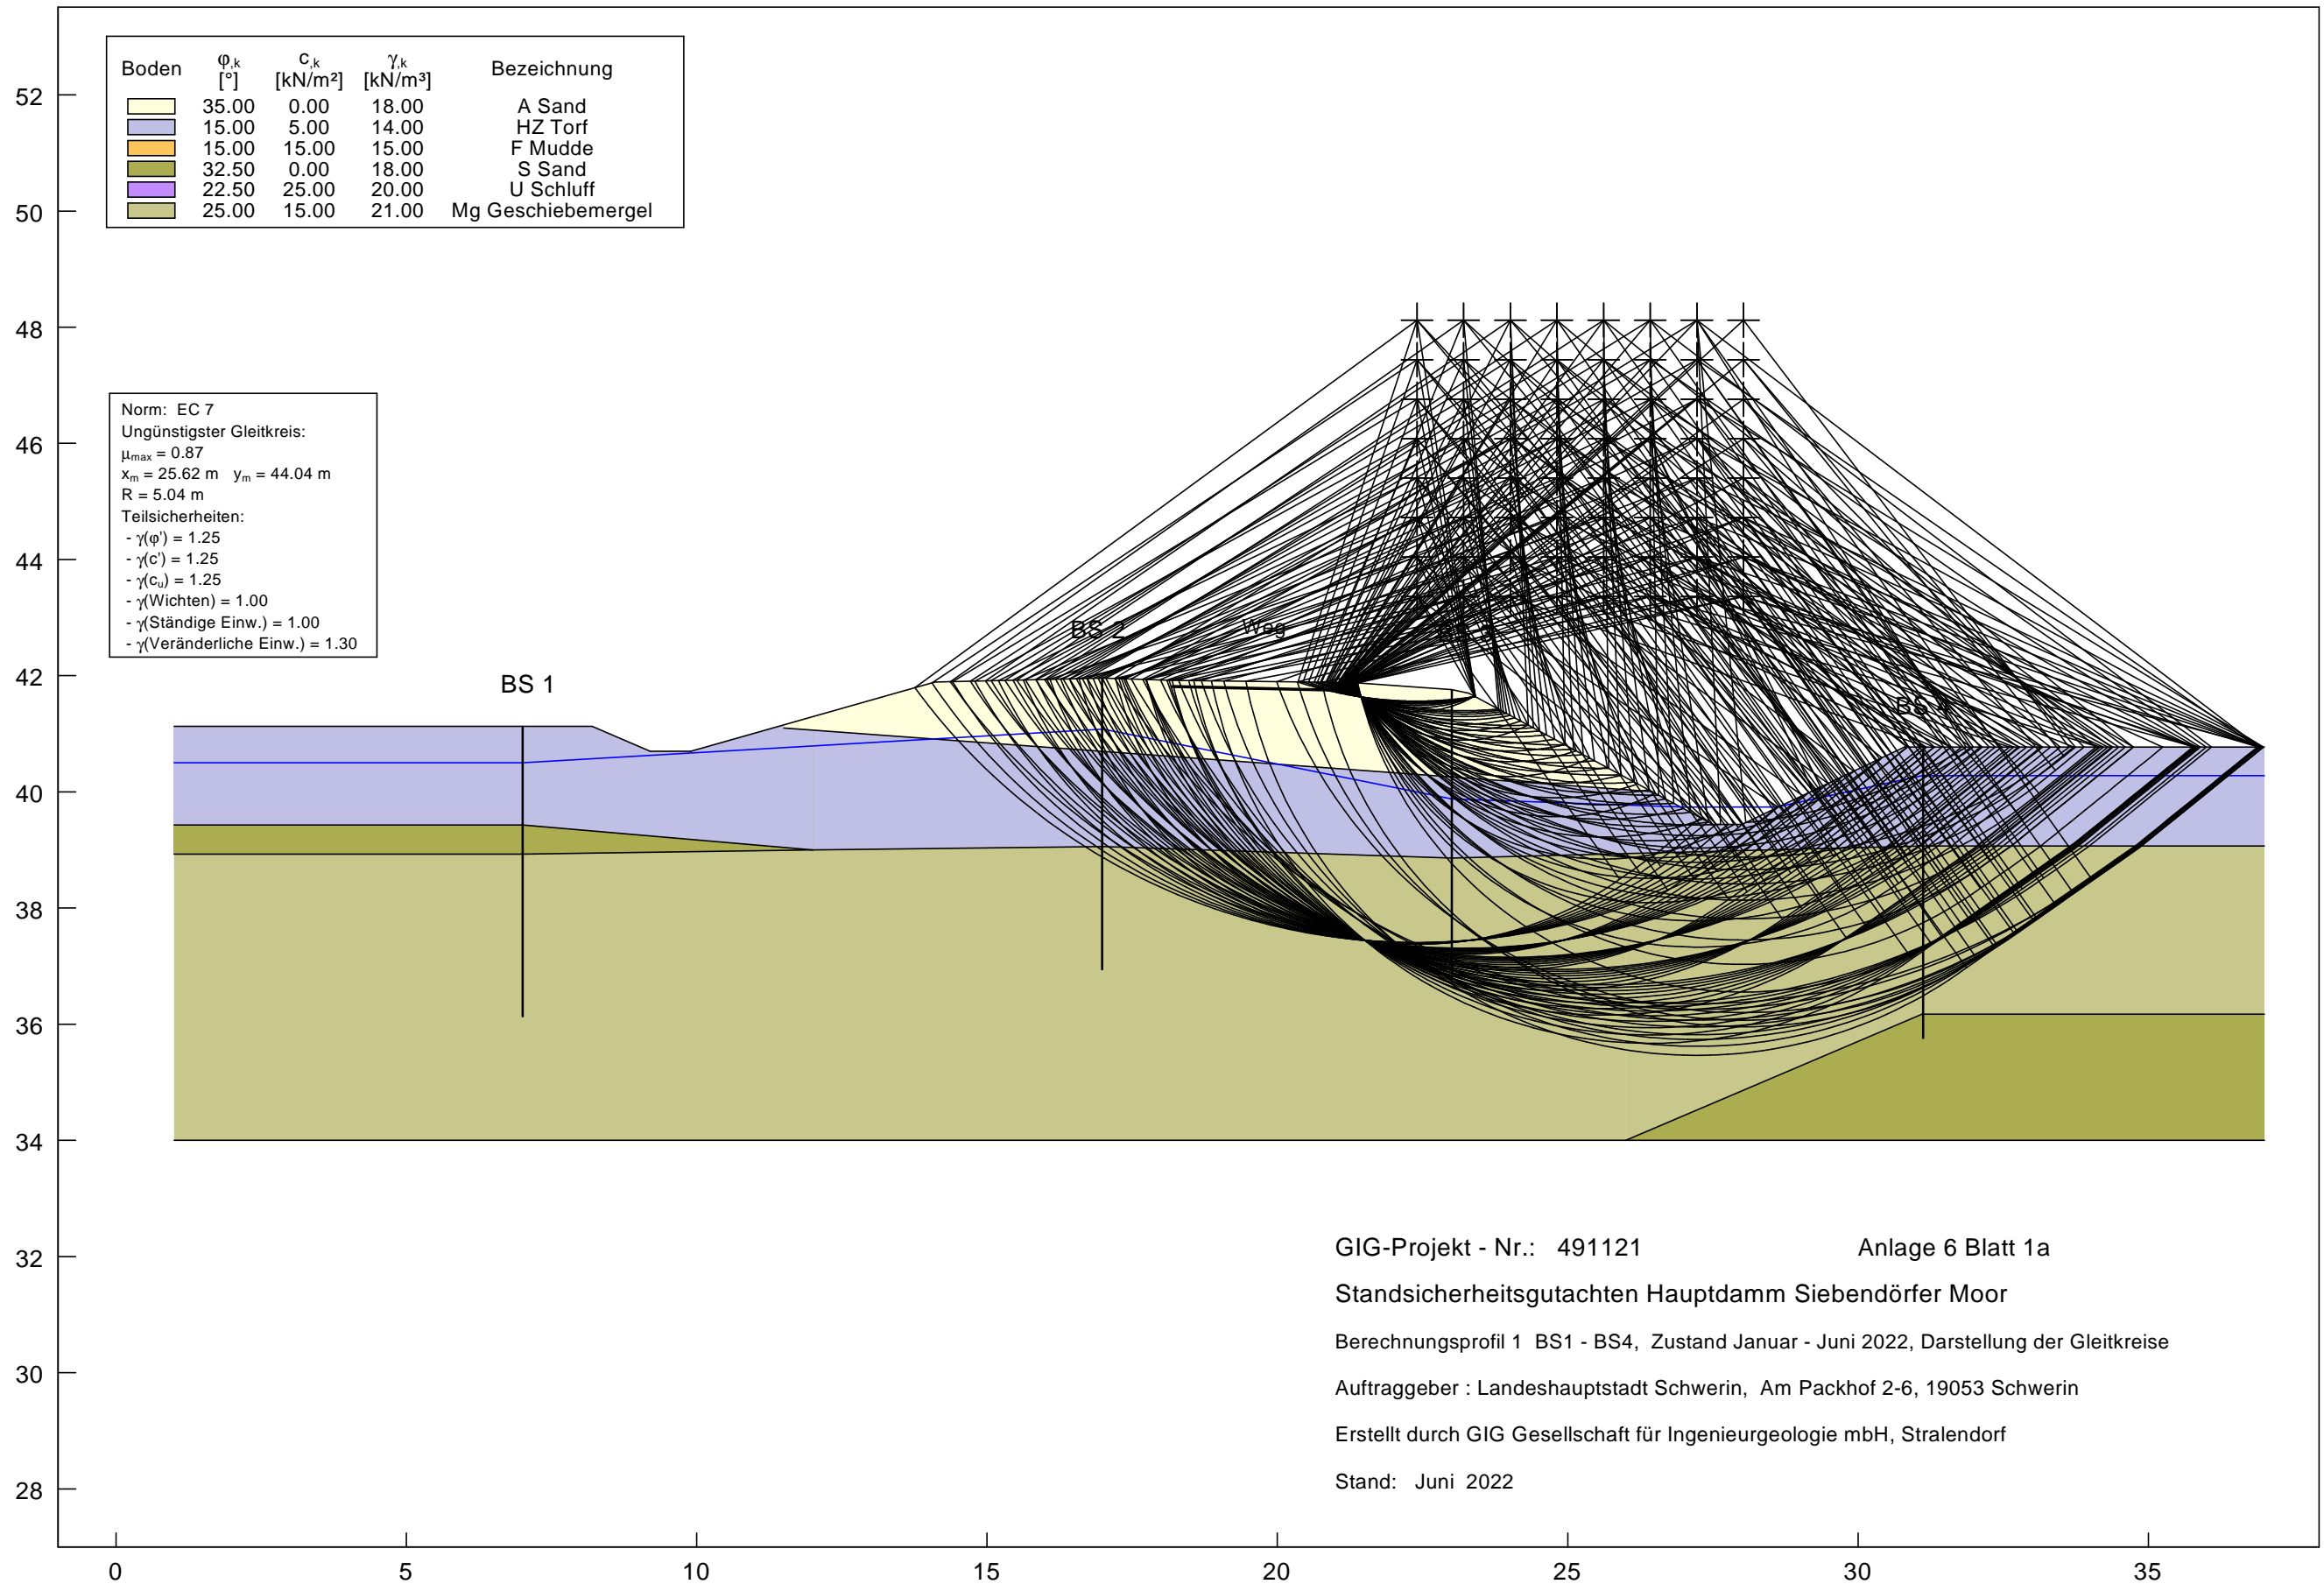 Boden φ,k c,k γ,k Bezeichnung
[°] [kN/m²] [kN/m³]
35.00 0.00 18.00 A Sand
15.00 5.00 14.00 HZ Torf
15.00 15.00 15.00 F Mudde
32.50 0.00 18.00 S Sand
22.50 25.00 20.00 U Schluff
25.00 15.00 21.00 Mg Geschiebemergel
Norm: EC 7
Ungünstigster Gleitkreis:
μmax = 0.87
xm = 25.62 m ym = 44.04 m
R = 5.04 m
Teilsicherheiten:
- γ(φ') = 1.25
- γ(c') = 1.25
- γ(cu) = 1.25
- γ(Wichten) = 1.00
- γ(Ständige Einw.) = 1.00
- γ(Veränderliche Einw.) = 1.30
52
50
48
46
44
42
40
38
36
34
32
30
28
BS 1
BS 2
Weg
BS 4
GIG-Projekt - Nr.: 491121 Anlage 6 Blatt 1a
Standsicherheitsgutachten Hauptdamm Siebendörfer Moor
Berechnungsprofil 1 BS1 - BS4, Zustand Januar - Juni 2022, Darstellung der Gleitkreise
Auftraggeber : Landeshauptstadt Schwerin, Am Packhof 2-6, 19053 Schwerin
Erstellt durch GIG Gesellschaft für Ingenieurgeologie mbH, Stralendorf
Stand: Juni 2022
0 5 10 15 20 25 30 35